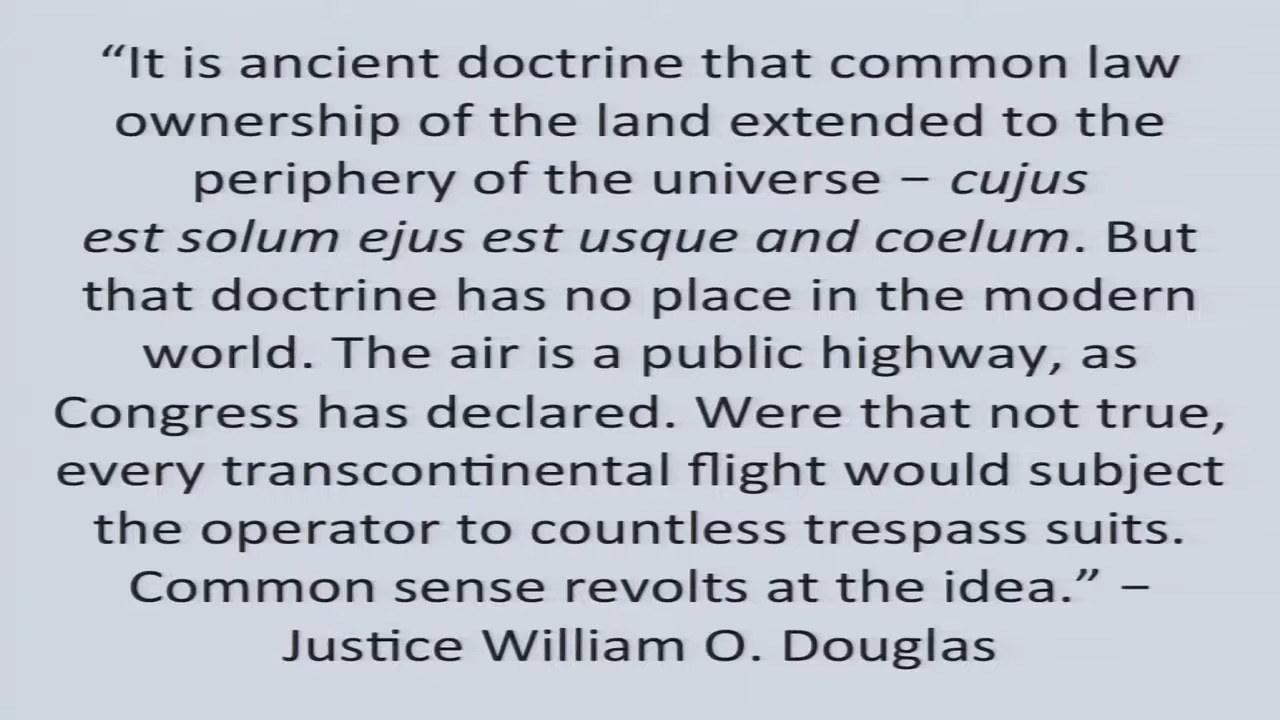 “It is ancient doctrine that common law
ownership of the land extended to the
periphery of the universe – cujus
est solum ejus est usque and coelum. But
that doctrine has no place in the modern
world. The air is a public highway, as
Congress has declared. Were that not true,
every transcontinental flight would subject
the operator to countless trespass suits.
Common sense revolts at the idea.” –
Justice William O. Douglas